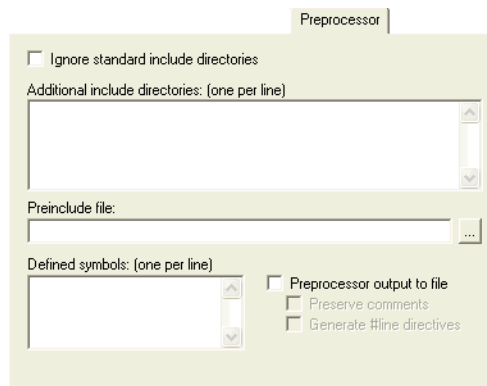 Preprocessor
Ignore standard include directories
Additional include directories: (one per line)
Preinclude file:
...
Defined symbols: (one per line)
Preprocessor output to file
Preserve comments
Generate #line directives